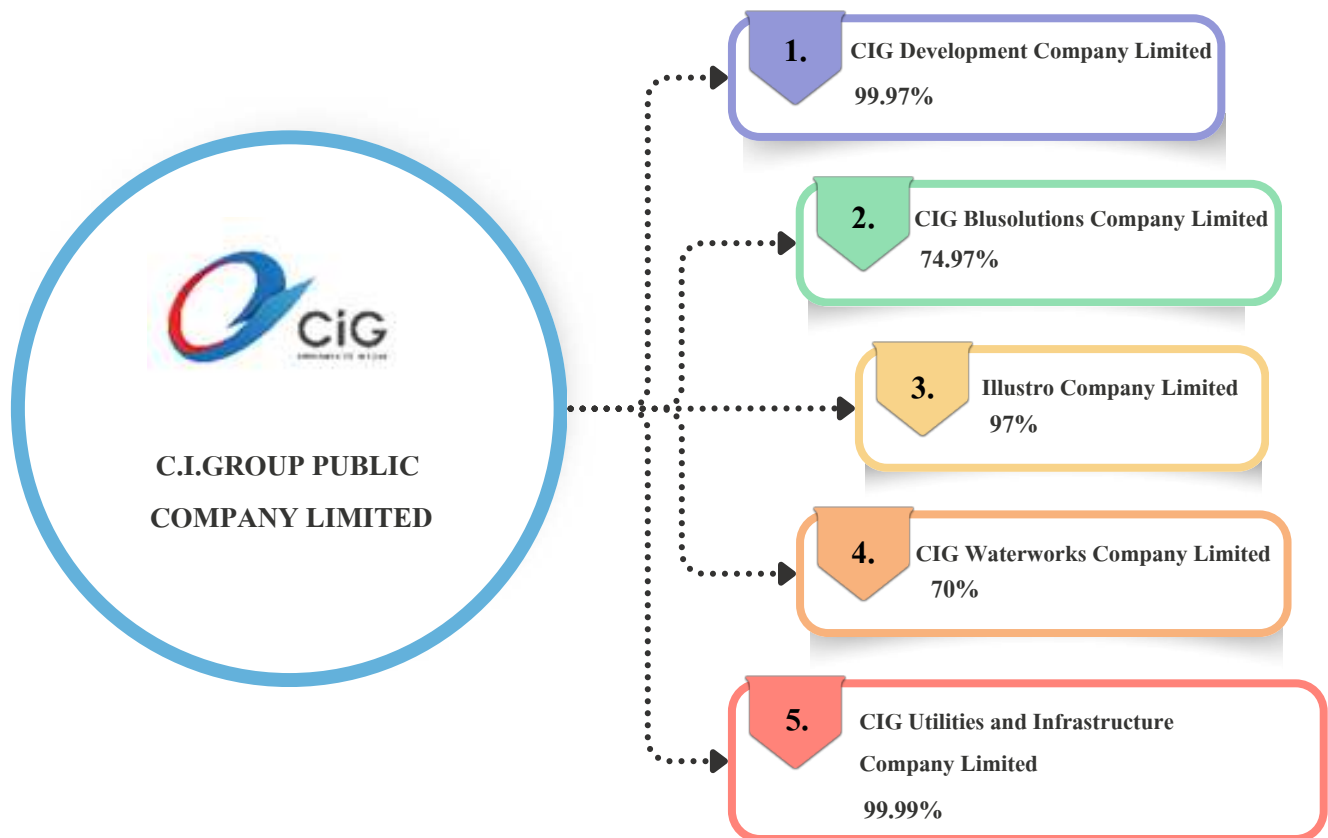 CiG
C.I.GROUP PUBLIC
COMPANY LIMITED
1.
CIG Development Company Limited
99.97%
2.
CIG Blusolutions Company Limited
74.97%
3.
Illustro Company Limited
97%
4.
CIG Waterworks Company Limited
70%
5.
CIG Utilities and Infrastructure
Company Limited
99.99%